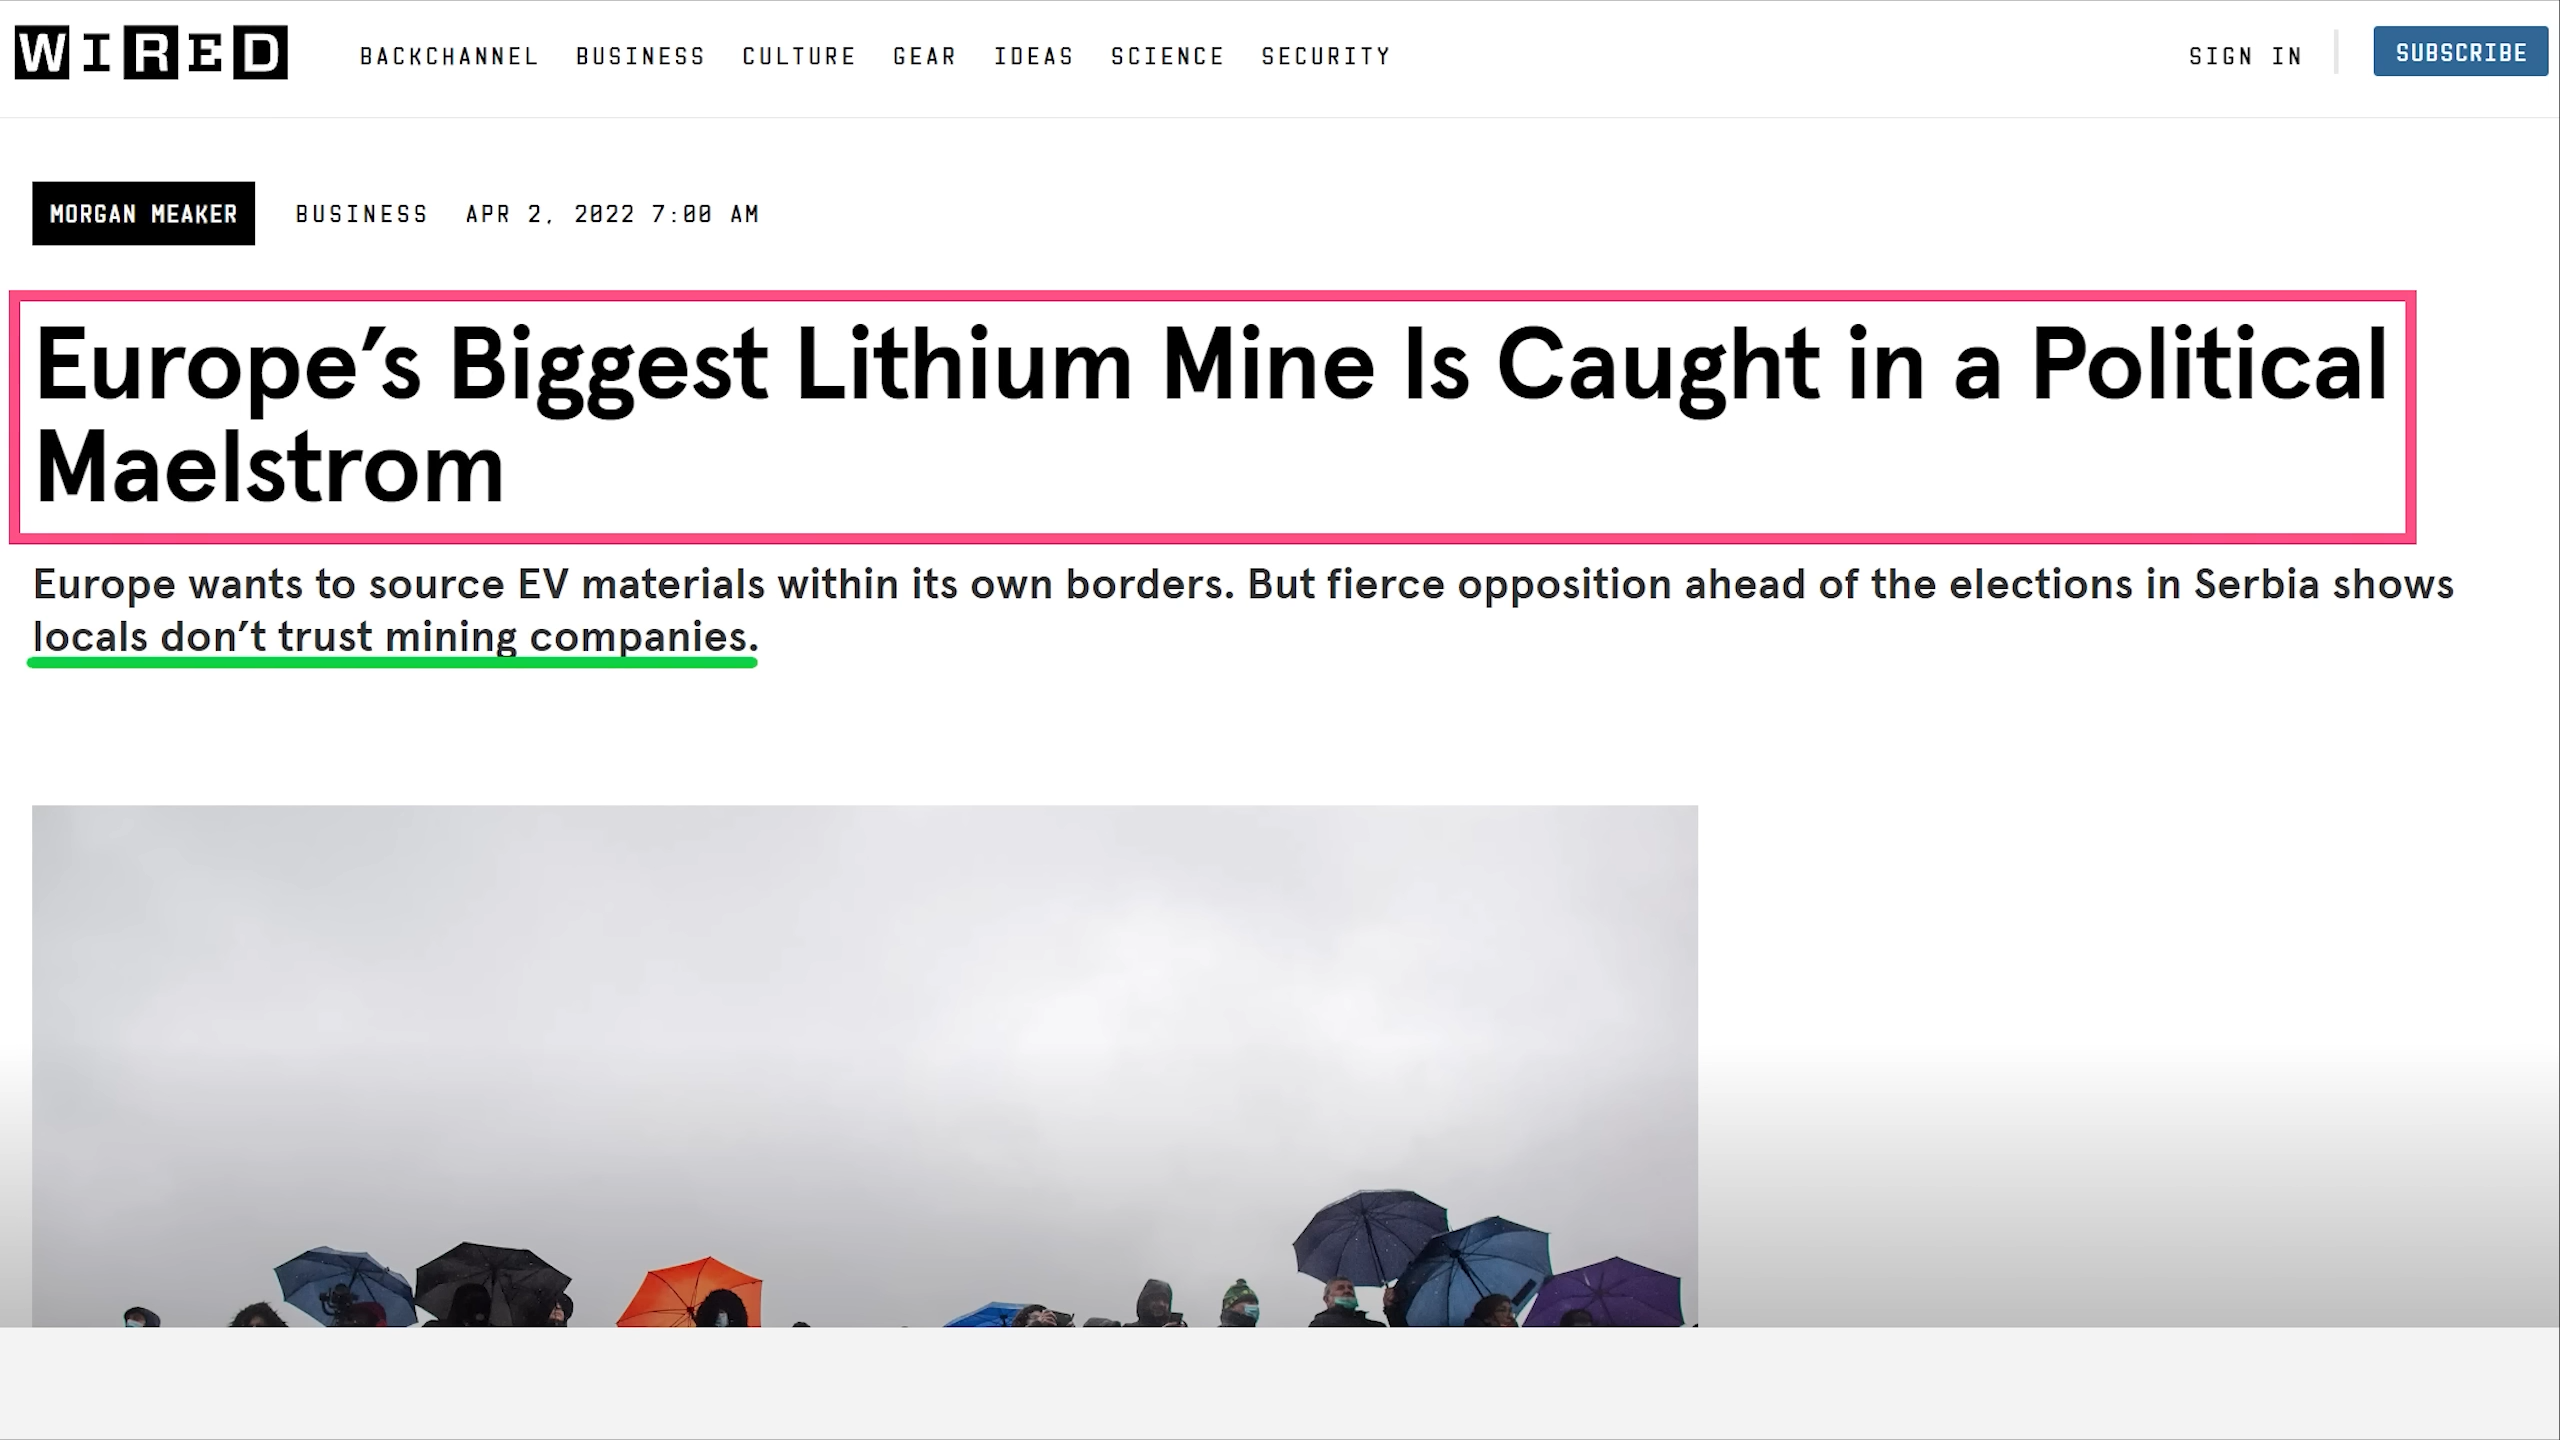 WIRED BACKCHANNEL BUSINESS CULTURE GEAR IDEAS SCIENCE SECURITY SIGN IN SUBSCRIBE
MORGAN MEAKER BUSINESS APR 2, 2022 7:00 AM
Europe’s Biggest Lithium Mine Is Caught in a Political
Maelstrom
Europe wants to source EV materials within its own borders. But fierce opposition ahead of the elections in Serbia shows
locals don’t trust mining companies.